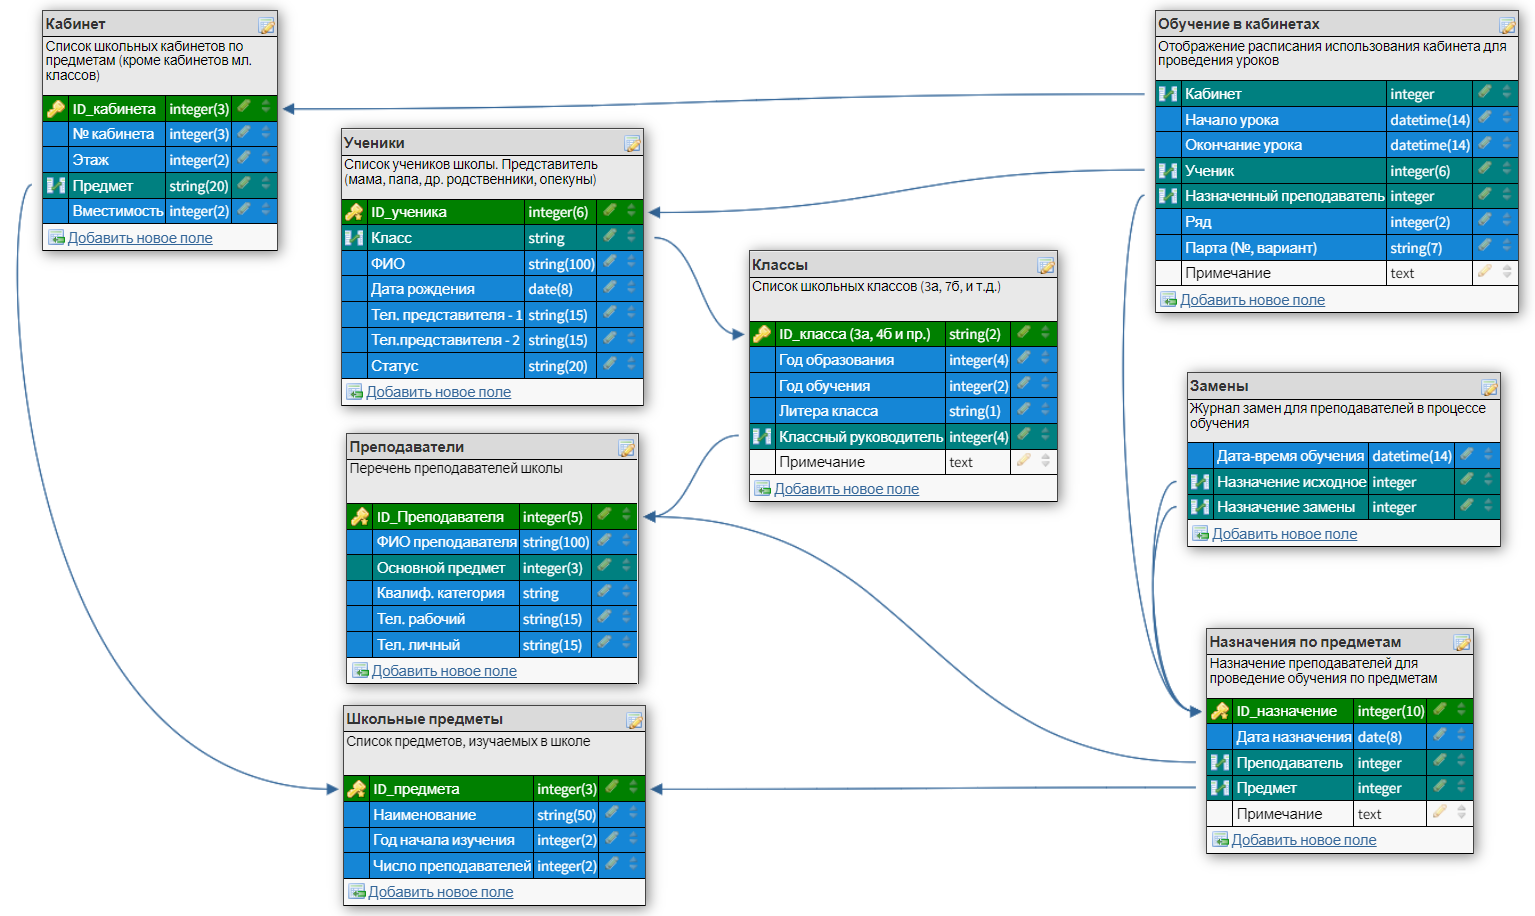 Кабинет
Список школьных кабинетов по
предметам (кроме кабинетов мл.
классов)
ID_кабинета integer(3)
№ кабинета integer(3)
Этаж integer(2)
Предмет string(20)
Вместимость integer(2)
Добавить новое поле
Ученики
Список учеников школы. Представитель
(мама, папа, др. родственники, опекуны)
ID_ученика integer(6)
Класс string
ФИО string(100)
Дата рождения date(8)
Тел. представителя - 1 string(15)
Тел.представителя - 2 string(15)
Статус string(20)
Добавить новое поле
Преподаватели
Перечень преподавателей школы
ID_Преподавателя integer(5)
ФИО преподавателя string(100)
Основной предмет integer(3)
Квалиф. категория string
Тел. рабочий string(15)
Тел. личный string(15)
Добавить новое поле
Школьные предметы
Список предметов, изучаемых в школе
ID_предмета integer(3)
Наименование string(50)
Год начала изучения integer(2)
Число преподавателей integer(2)
Добавить новое поле
Классы
Список школьных классов (3а, 7б, и т.д.)
ID_класса (3а, 4б и пр.) string(2)
Год образования integer(4)
Год обучения integer(2)
Литера класса string(1)
Классный руководитель integer(4)
Примечание text
Добавить новое поле
Обучение в кабинетах
Отображение расписания использования кабинета для
проведения уроков
Кабинет integer
Начало урока datetime(14)
Окончание урока datetime(14)
Ученик integer(6)
Назначенный преподаватель integer
Ряд integer(2)
Парта (№, вариант) string(7)
Примечание text
Добавить новое поле
Замены
Журнал замен для преподавателей в процессе
обучения
Дата-время обучения datetime(14)
Назначение исходное integer
Назначение замены integer
Добавить новое поле
Назначения по предметам
Назначение преподавателей для
проведение обучения по предметам
ID_назначение integer(10)
Дата назначения date(8)
Преподаватель integer
Предмет integer
Примечание text
Добавить новое поле